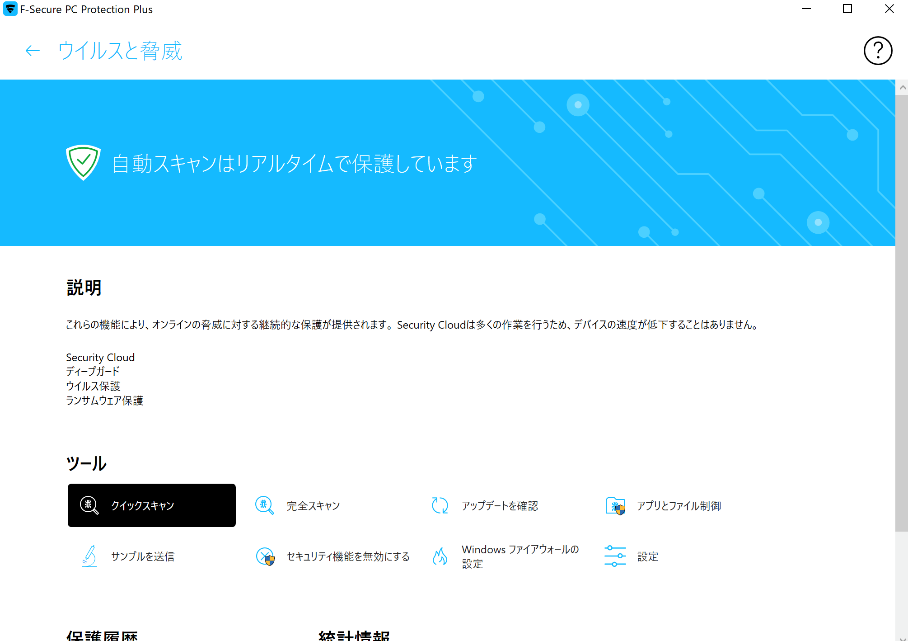 F-Secure PC Protection Plus
← ウイルスと脅威
?
自動スキャンはリアルタイムで保護しています
説明
これらの機能により、オンラインの脅威に対する継続的な保護が提供されます。Security Cloudは多くの作業を行うため、デバイスの速度が低下することはありません。
Security Cloud
ディープガード
ウイルス保護
ランサムウェア保護
ツール
クイックスキャン
完全スキャン
アップデートを確認
アプリとファイル制御
サンプルを送信
セキュリティ機能を無効にする
Windows ファイアウォールの
設定
設定
保護履歴
統計情報